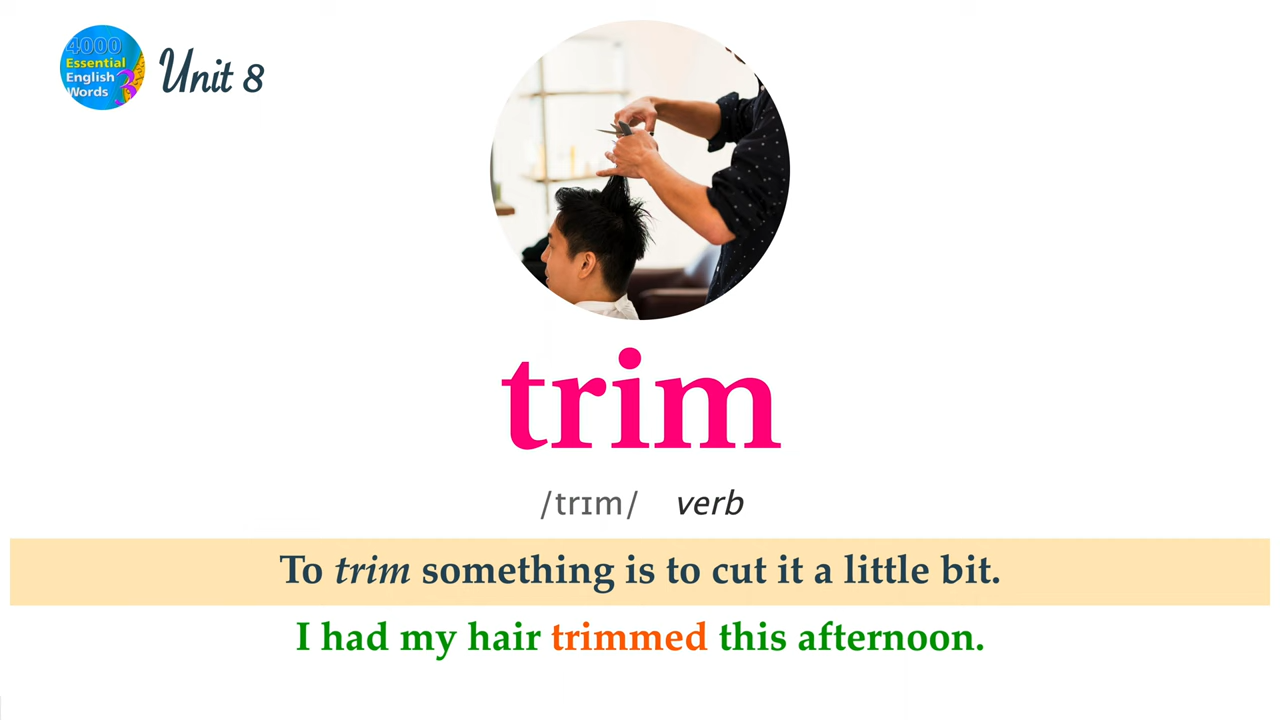 4000
Essential
English
Words 3
Unit 8
trim
/trɪm/ verb
To trim something is to cut it a little bit.
I had my hair trimmed this afternoon.